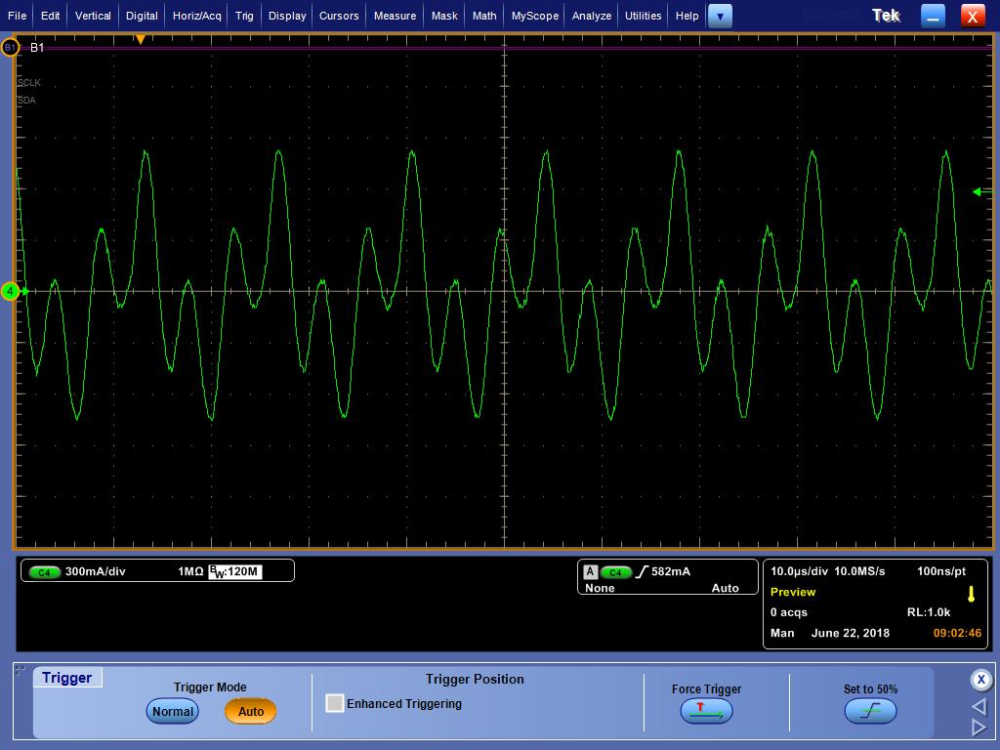 File Edit Vertical Digital Horiz/Acq Trig Display Cursors Measure Mask Math MyScope Analyze Utilities Help Tek X
B1 B1
SCLK
SDA
4
C4 300mA/div 1MΩ BW:120M
A C4 582mA
None Auto
10.0µs/div 10.0MS/s 100ns/pt
Preview
0 acqs RL:1.0k
Man June 22, 2018 09:02:46
Trigger
Trigger Mode
Normal Auto
Trigger Position
Enhanced Triggering
Force Trigger
T
Set to 50%
X